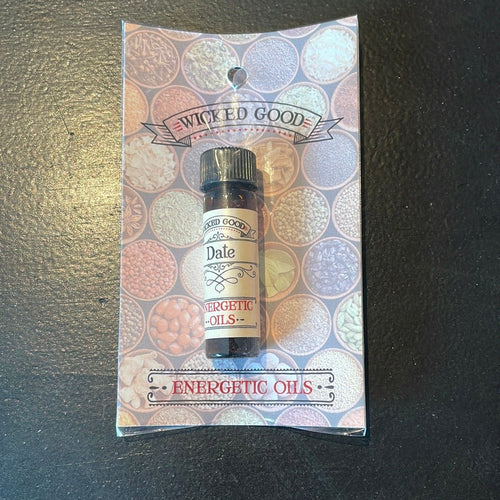 WICKED GOOD
WICKED GOOD
Date
ENERGETIC
OILS
ENERGETIC OILS